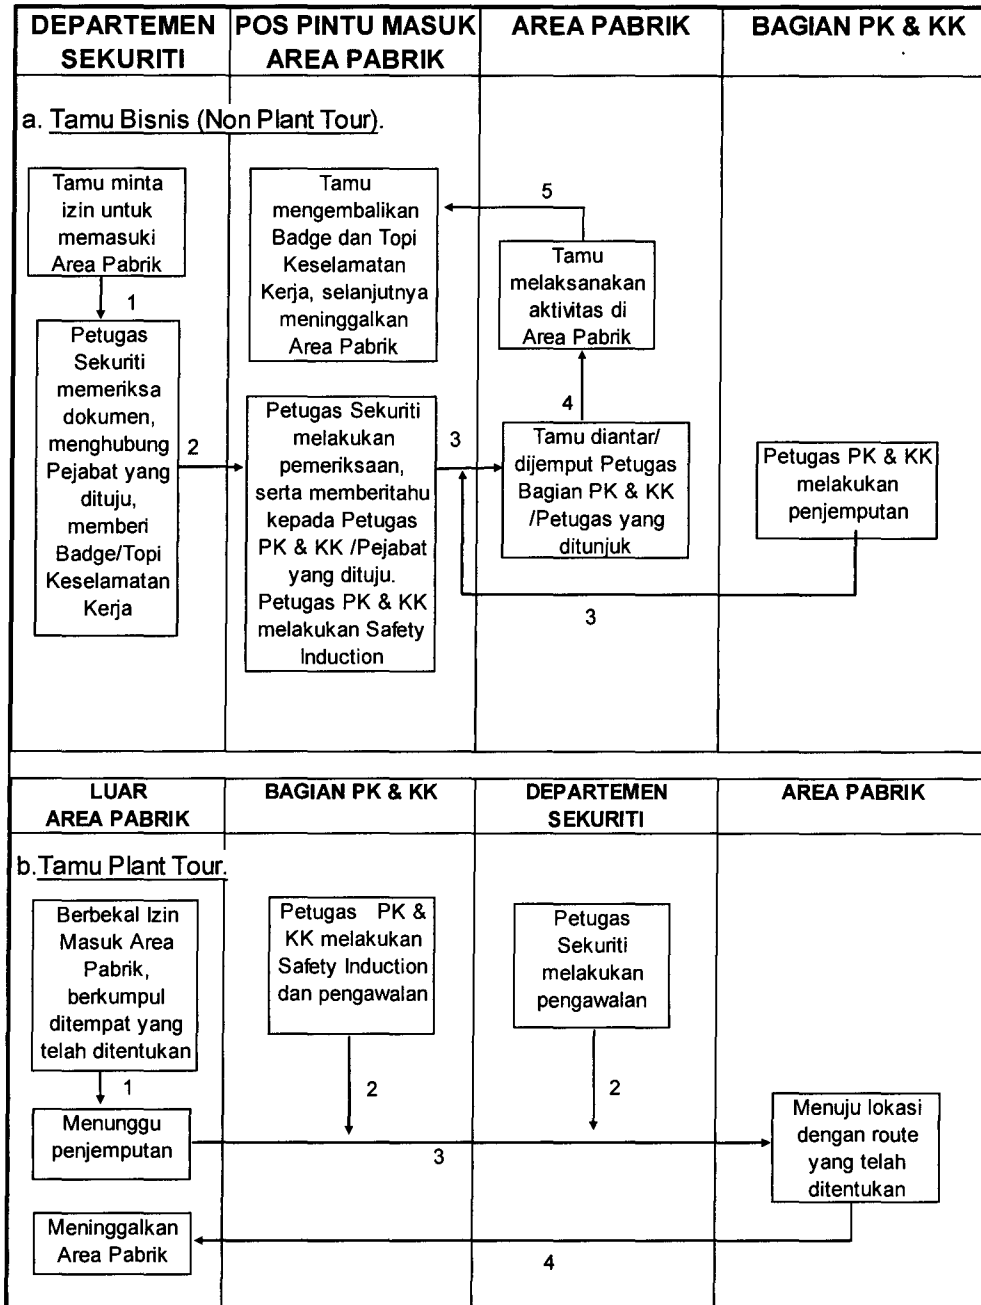 DEPARTEMEN
SEKURITI
POS PINTU MASUK
AREA PABRIK
AREA PABRIK
BAGIAN PK & KK
a. Tamu Bisnis (Non Plant Tour).
Tamu minta
izin untuk
memasuki
Area Pabrik
1
Petugas
Sekuriti
memeriksa
dokumen,
menghubung
Pejabat yang
dituju,
memberi
Badge/Topi
Keselamatan
Kerja
2
Tamu
mengembalikan
Badge dan Topi
Keselamatan
Kerja, selanjutnya
meninggalkan
Area Pabrik
Petugas Sekuriti
melakukan
pemeriksaan,
serta memberitahu
kepada Petugas
PK & KK /Pejabat
yang dituju.
Petugas PK & KK
melakukan Safety
Induction
3
5
Tamu
melaksanakan
aktivitas di
Area Pabrik
4
Tamu diantar/
dijemput Petugas
Bagian PK & KK
/Petugas yang
ditunjuk
Petugas PK & KK
melakukan
penjemputan
3
LUAR
AREA PABRIK
BAGIAN PK & KK
DEPARTEMEN
SEKURITI
AREA PABRIK
b.Tamu Plant Tour.
Berbekal Izin
Masuk Area
Pabrik,
berkumpul
ditempat yang
telah ditentukan
1
Menunggu
penjemputan
Petugas PK &
KK melakukan
Safety Induction
dan pengawalan
2
Petugas
Sekuriti
melakukan
pengawalan
2
3
Menuju lokasi
dengan route
yang telah
ditentukan
Meninggalkan
Area Pabrik
4